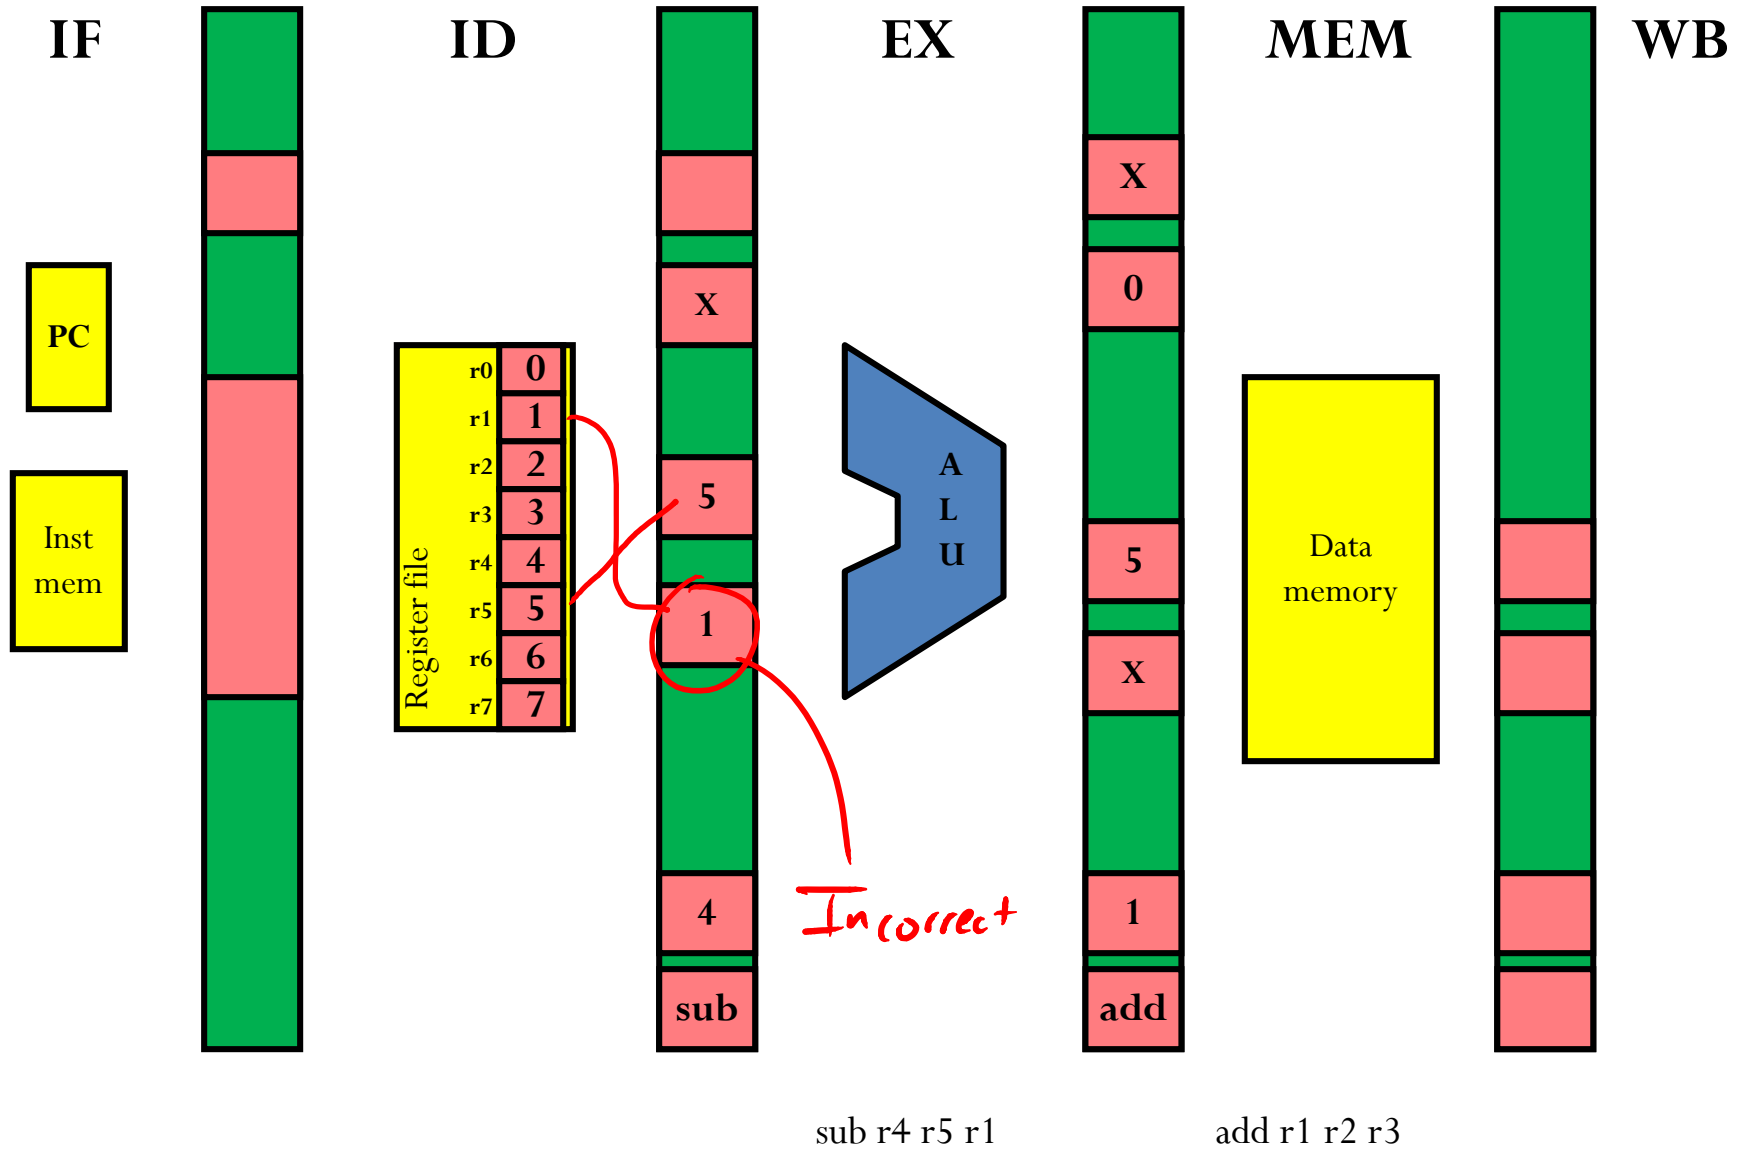 IF
ID
EX
MEM
WB
PC
Inst
mem
Register file
r0 0
r1 1
r2 2
r3 3
r4 4
r5 5
r6 6
r7 7
X
5
1
4
sub
A
L
U
Incorrect
X
0
5
X
1
add
Data
memory
sub r4 r5 r1
add r1 r2 r3